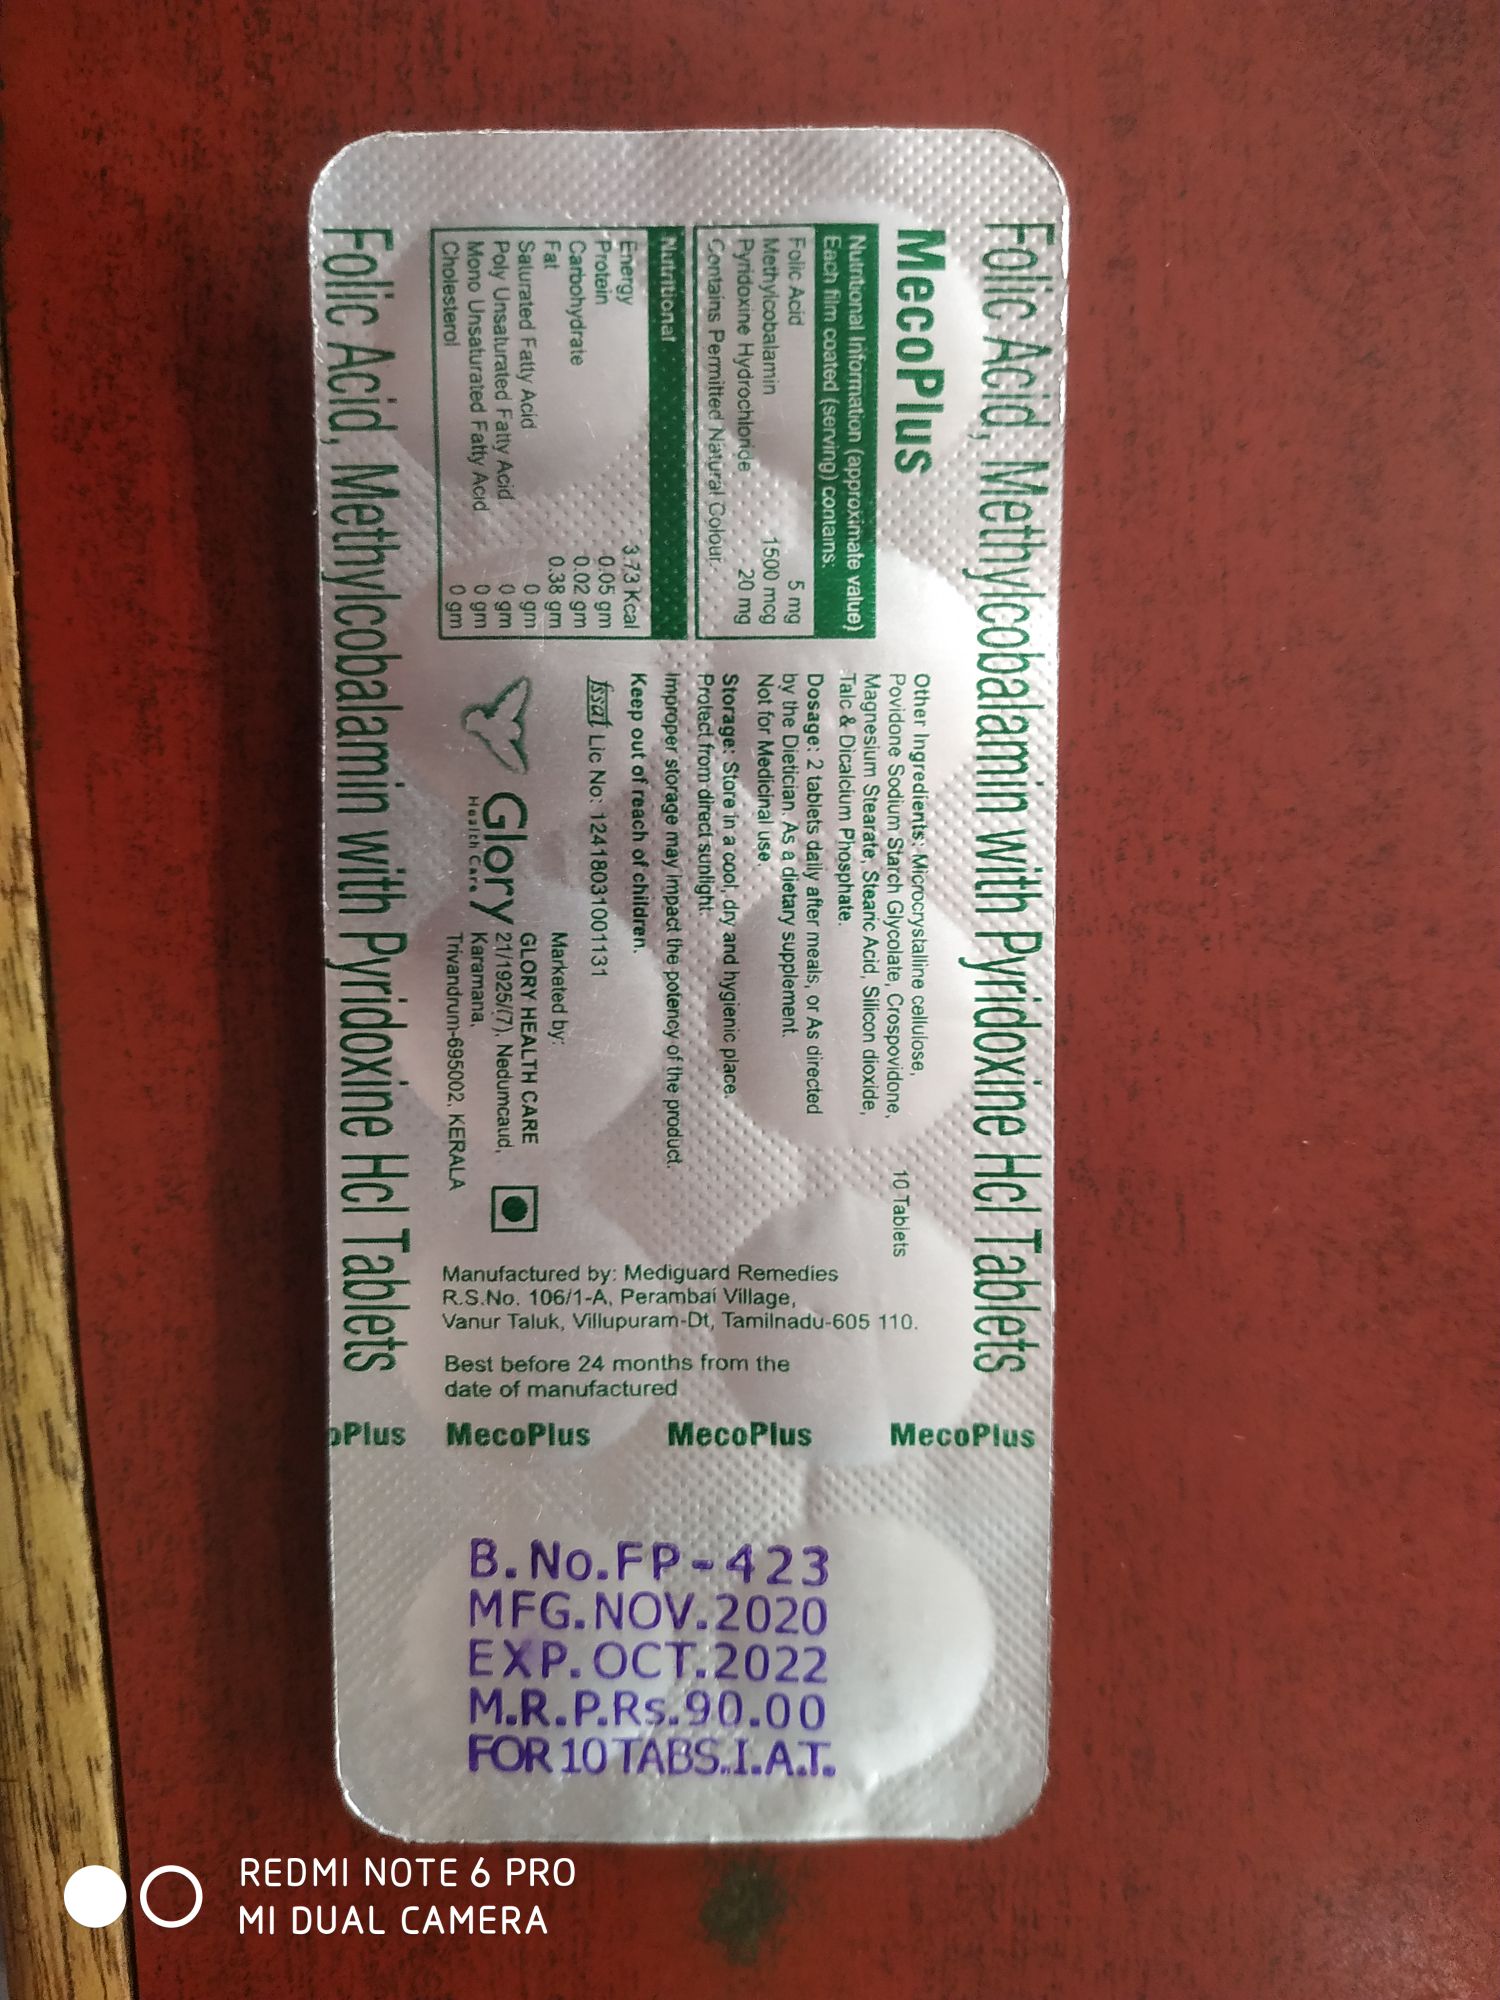 Folic Acid, Methylcobalamin with Pyridoxine Hcl Tablets
MecoPlus
10 Tablets
Nutritional Information (approximate value)
Each film coated (serving) contains:
Folic Acid 5 mg
Methylcobalamin 1500 mcg
Pyridoxine Hydrochloride 20 mg
Contains Permitted Natural Colour.
Nutritional
Energy 3.73 Kcal
Protein 0.05 gm
Carbohydrate 0.02 gm
Fat 0.38 gm
Saturated Fatty Acid 0 gm
Poly Unsaturated Fatty Acid 0 gm
Mono Unsaturated Fatty Acid 0 gm
Cholesterol 0 gm
Other Ingredients: Microcrystalline cellulose,
Povidone Sodium Starch Glycolate, Crospovidone,
Magnesium Stearate, Stearic Acid, Silicon dioxide,
Talc & Dicalcium Phosphate.
Dosage: 2 tablets daily after meals, or As directed
by the Dietician. As a dietary supplement.
Not for Medicinal use.
Storage: Store in a cool, dry and hygienic place.
Protect from direct sunlight.
Improper storage may impact the potency of the product.
Keep out of reach of children.
fssai Lic No: 12418031001131
Glory
Health Care
Marketed by:
GLORY HEALTH CARE
21/1925/(7), Nedumcaud,
Karamana,
Trivandrum-695002. KERALA
Folic Acid, Methylcobalamin with Pyridoxine Hcl Tablets
Manufactured by: Mediguard Remedies
R.S.No. 106/1-A, Perambai Village,
Vanur Taluk, Villupuram-Dt, Tamilnadu-605 110.
Best before 24 months from the
date of manufactured
oPlus MecoPlus MecoPlus MecoPlus
B.No.FP-423
MFG.NOV.2020
EXP.OCT.2022
M.R.P.Rs.90.00
FOR 10 TABS.I.A.T.
REDMI NOTE 6 PRO
MI DUAL CAMERA